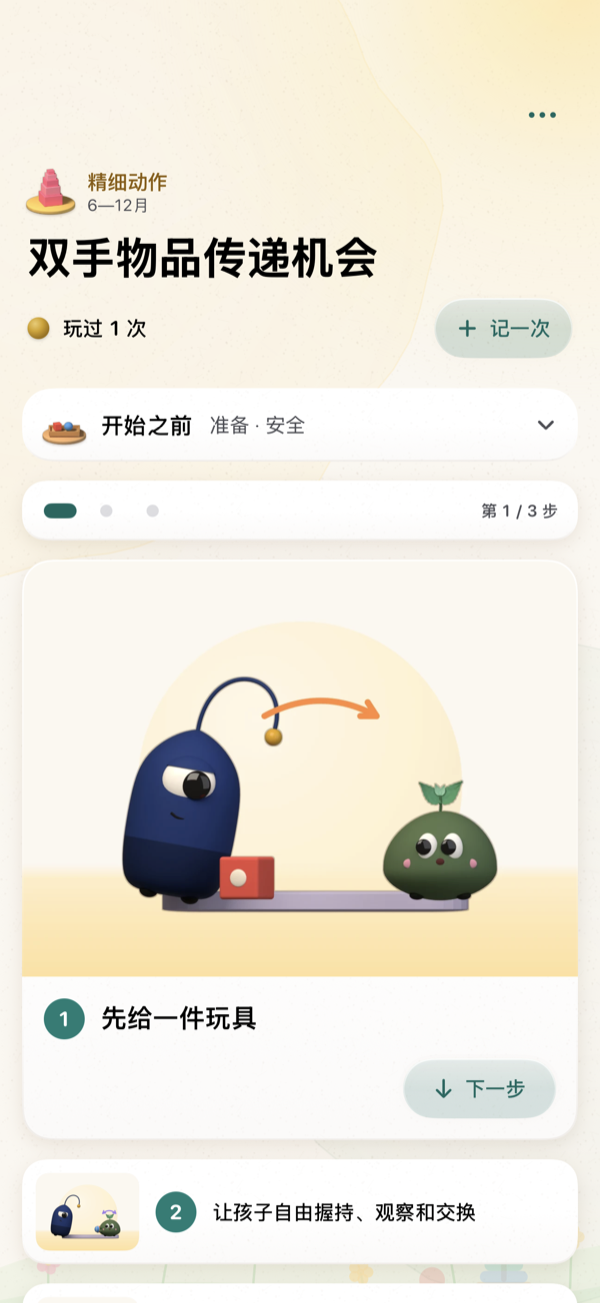 精细动作
6—12月
双手物品传递机会
玩过 1 次
+ 记一次
开始之前 准备 · 安全
第 1 / 3 步
1 先给一件玩具
↓ 下一步
2 让孩子自由握持、观察和交换